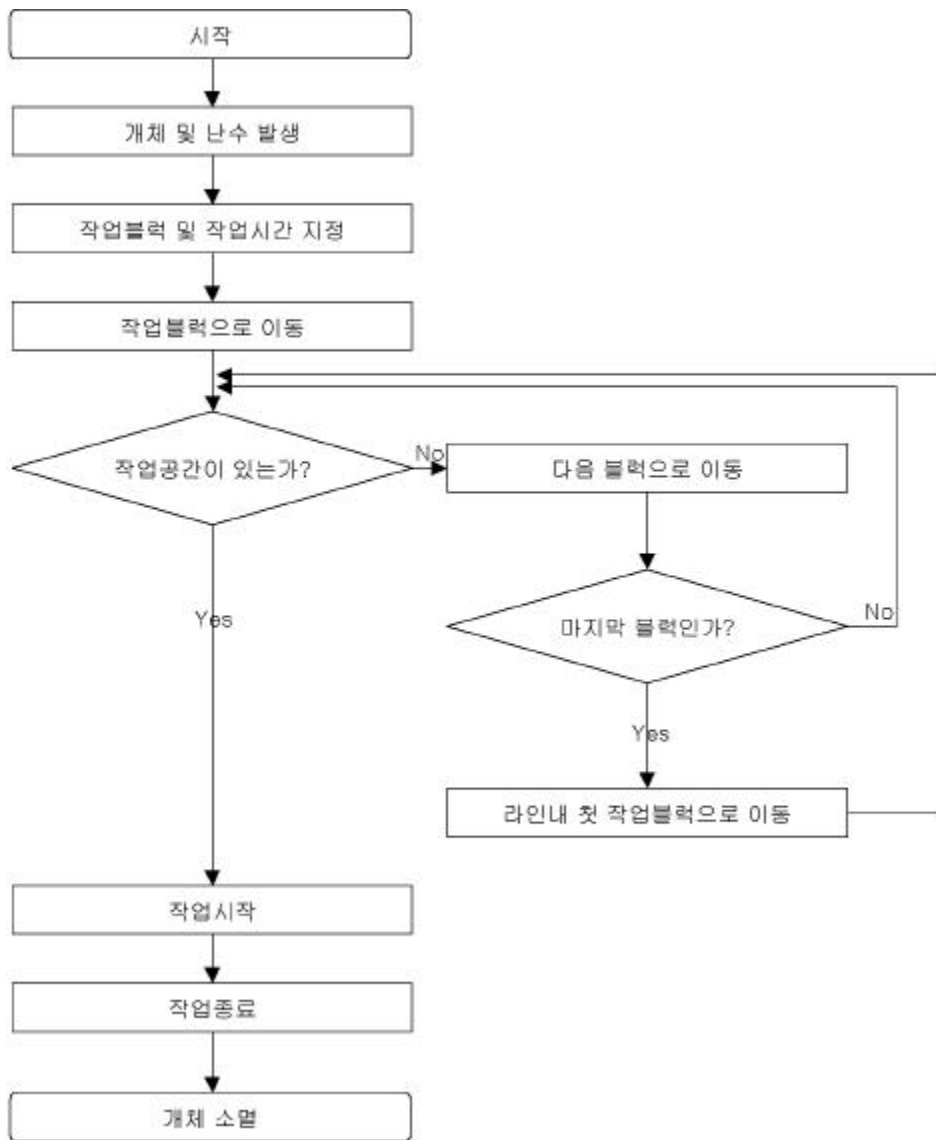 시작
개체 및 난수 발생
작업블럭 및 작업시간 지정
작업블럭으로 이동
작업공간이 있는가?
No
다음 블럭으로 이동
Yes
마지막 블럭인가?
No
Yes
라인내 첫 작업블럭으로 이동
작업시작
작업종료
개체 소멸